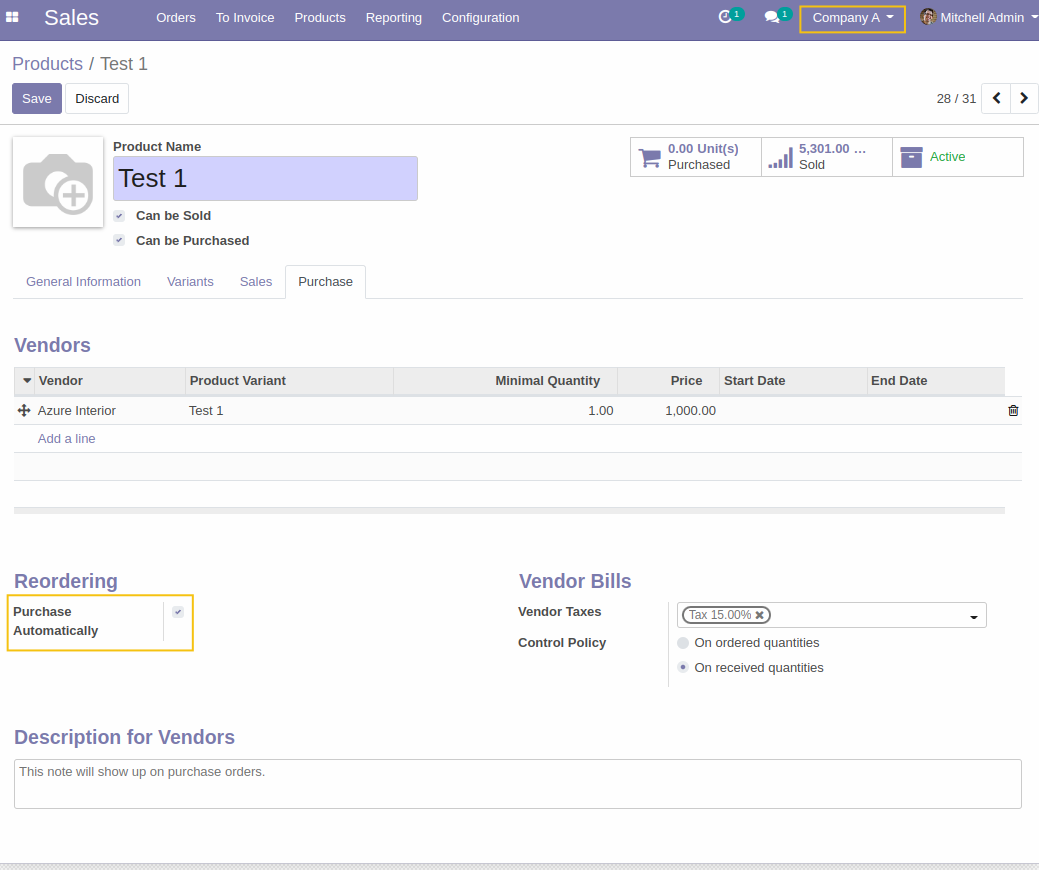 Sales Orders To Invoice Products Reporting Configuration 1 1 Company A Mitchell Admin
Products / Test 1
Save Discard 28 / 31
Product Name
Test 1
0.00 Unit(s)
Purchased
5,301.00 ...
Sold
Active
Can be Sold
Can be Purchased
General Information Variants Sales Purchase
Vendors
Vendor Product Variant Minimal Quantity Price Start Date End Date
Azure Interior Test 1 1.00 1,000.00
Add a line
Reordering
Purchase
Automatically
Vendor Bills
Vendor Taxes Tax 15.00%
Control Policy On ordered quantities
On received quantities
Description for Vendors
This note will show up on purchase orders.